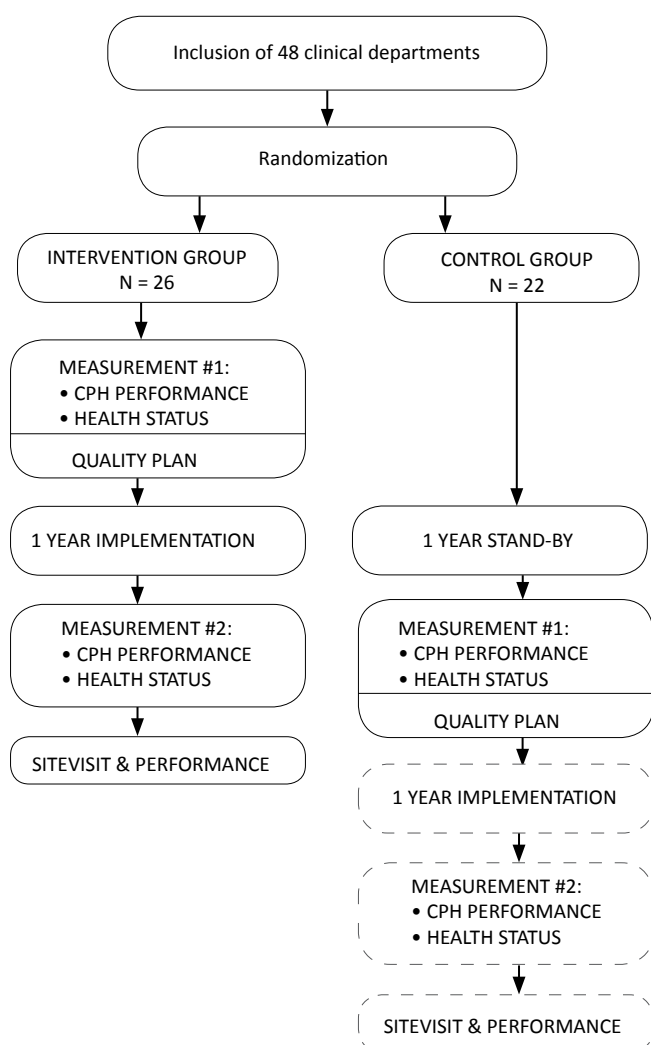 Inclusion of 48 clinical departments
Randomization
INTERVENTION GROUP
N = 26
CONTROL GROUP
N = 22
MEASUREMENT #1:
• CPH PERFORMANCE
• HEALTH STATUS
QUALITY PLAN
1 YEAR IMPLEMENTATION
1 YEAR STAND-BY
MEASUREMENT #2:
• CPH PERFORMANCE
• HEALTH STATUS
MEASUREMENT #1:
• CPH PERFORMANCE
• HEALTH STATUS
QUALITY PLAN
SITEVISIT & PERFORMANCE
1 YEAR IMPLEMENTATION
MEASUREMENT #2:
• CPH PERFORMANCE
• HEALTH STATUS
SITEVISIT & PERFORMANCE